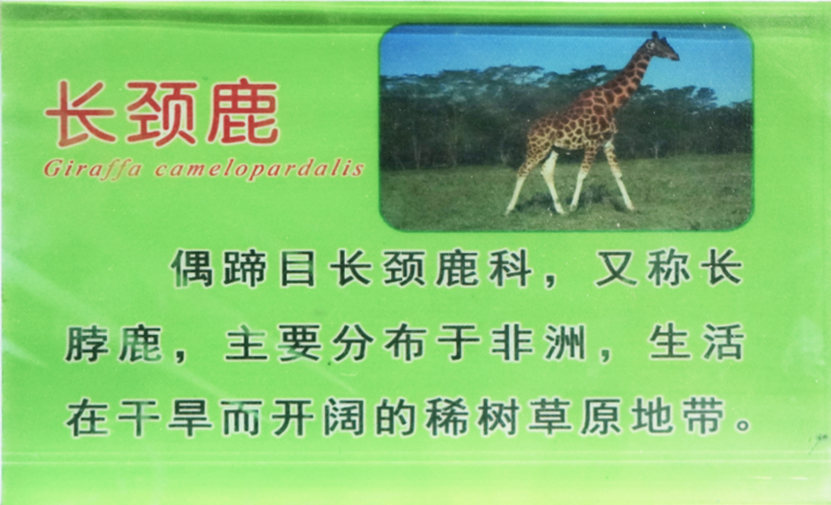 长颈鹿
Giraffa camelopardalis
偶蹄目长颈鹿科，又称长
脖鹿，主要分布于非洲，生活
在干旱而开阔的稀树草原地带。